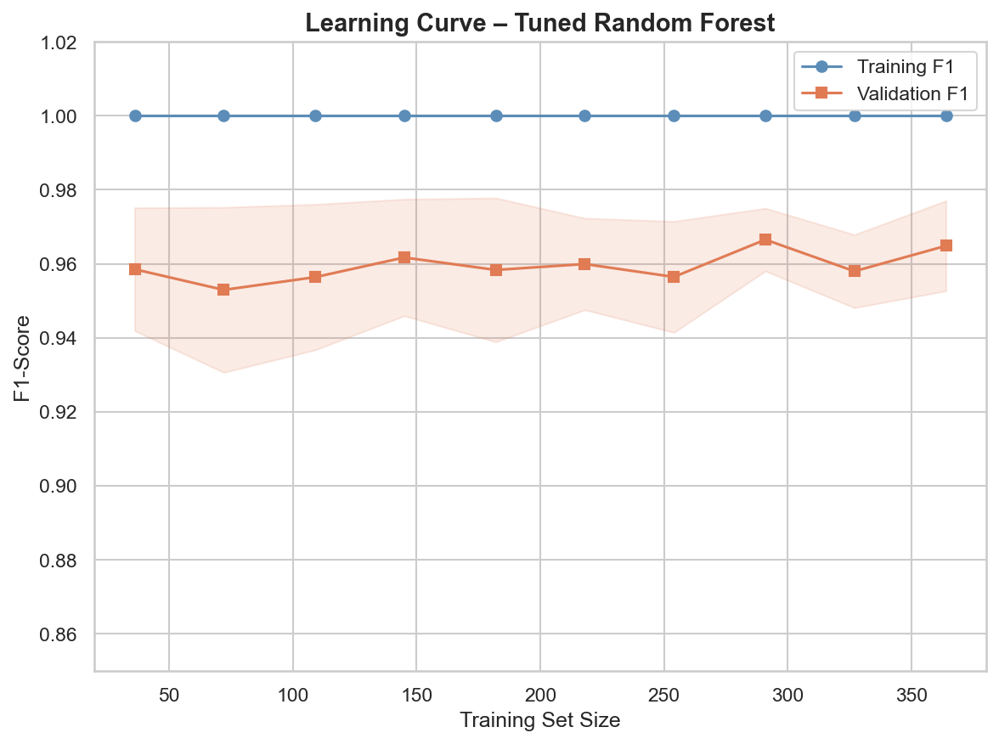 Learning Curve – Tuned Random Forest
1.02
1.00
0.98
0.96
0.94
0.92
0.90
0.88
0.86
F1-Score
Training F1
Validation F1
50 100 150 200 250 300 350
Training Set Size